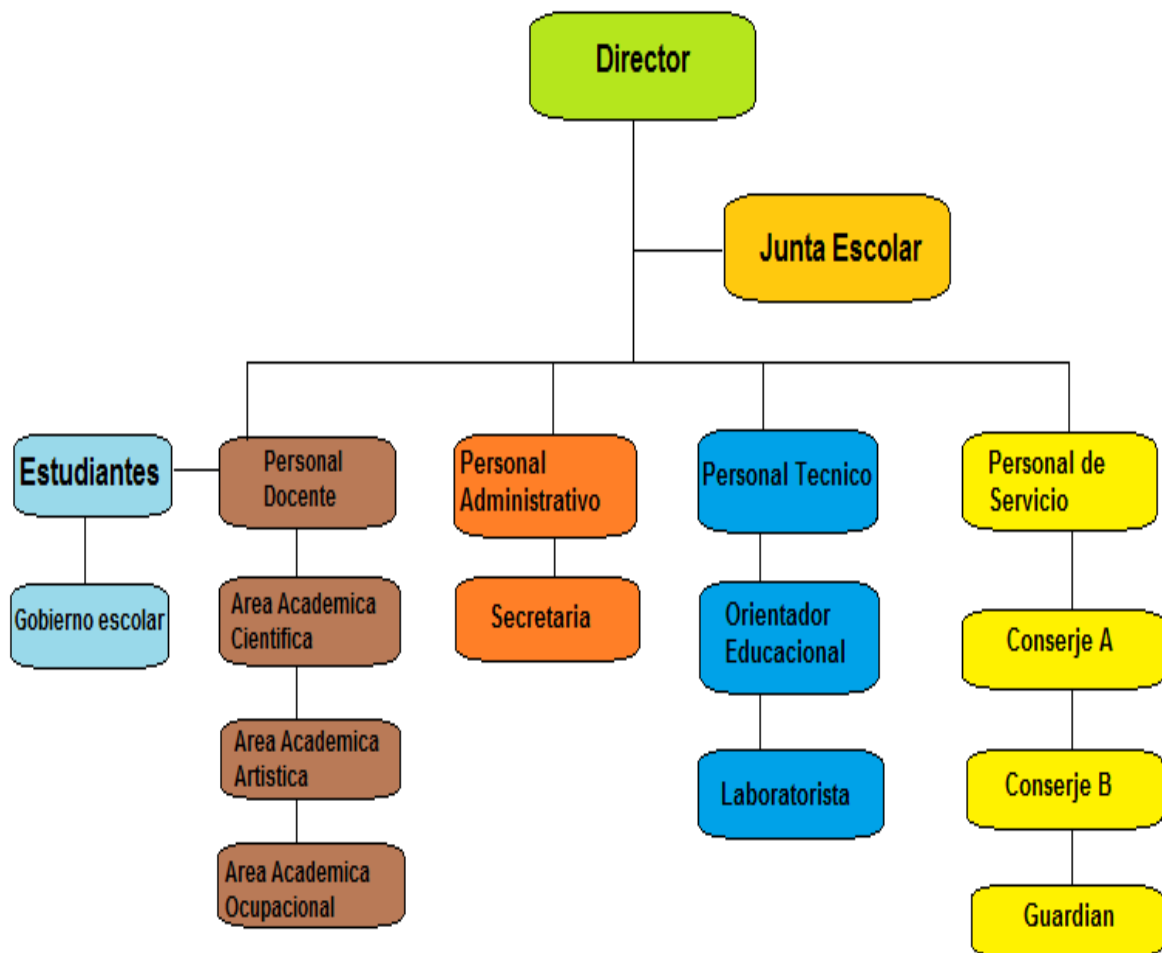 Director
Junta Escolar
Estudiantes
Personal
Docente
Personal
Administrativo
Personal Tecnico
Personal de
Servicio
Gobierno escolar
Area Academica
Cientifica
Secretaria
Orientador
Educacional
Conserje A
Area Academica
Artistica
Laboratorista
Conserje B
Area Academica
Ocupacional
Guardian